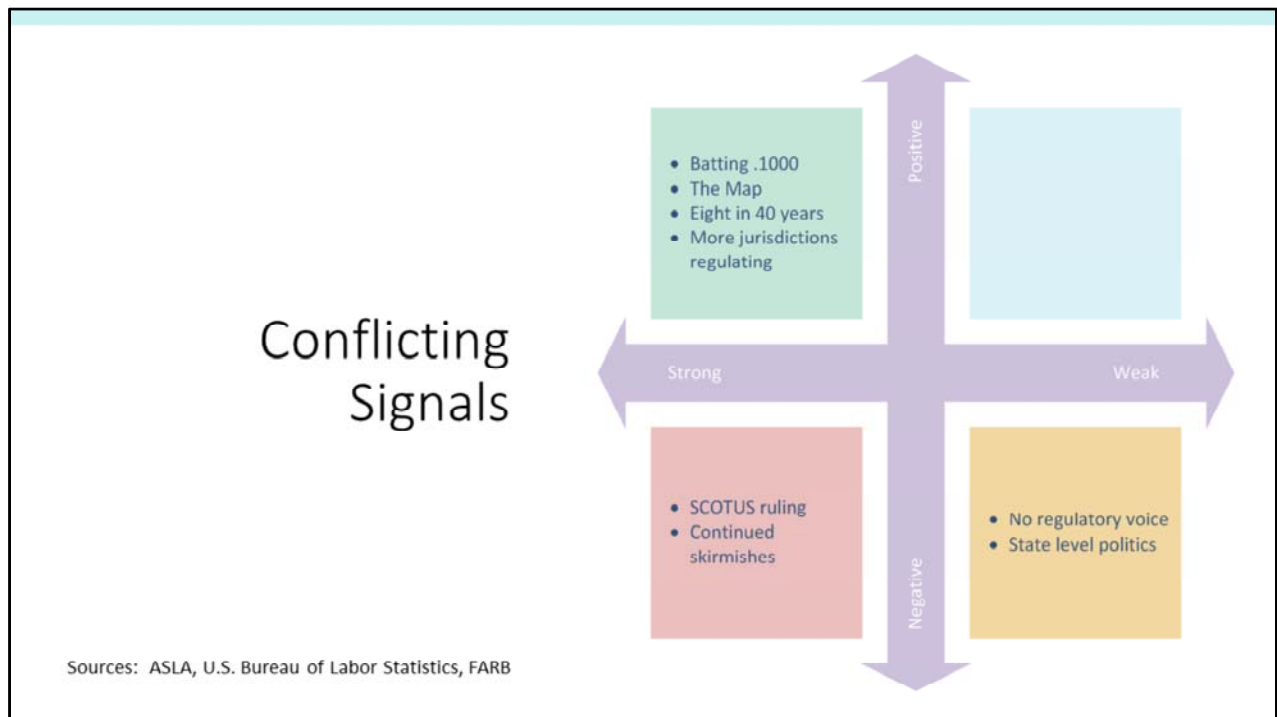 Conflicting
Signals
Positive
• Batting .1000
• The Map
• Eight in 40 years
• More jurisdictions
regulating
Strong
Weak
• SCOTUS ruling
• Continued
skirmishes
• No regulatory voice
• State level politics
Negative
Sources:  ASLA, U.S. Bureau of Labor Statistics, FARB